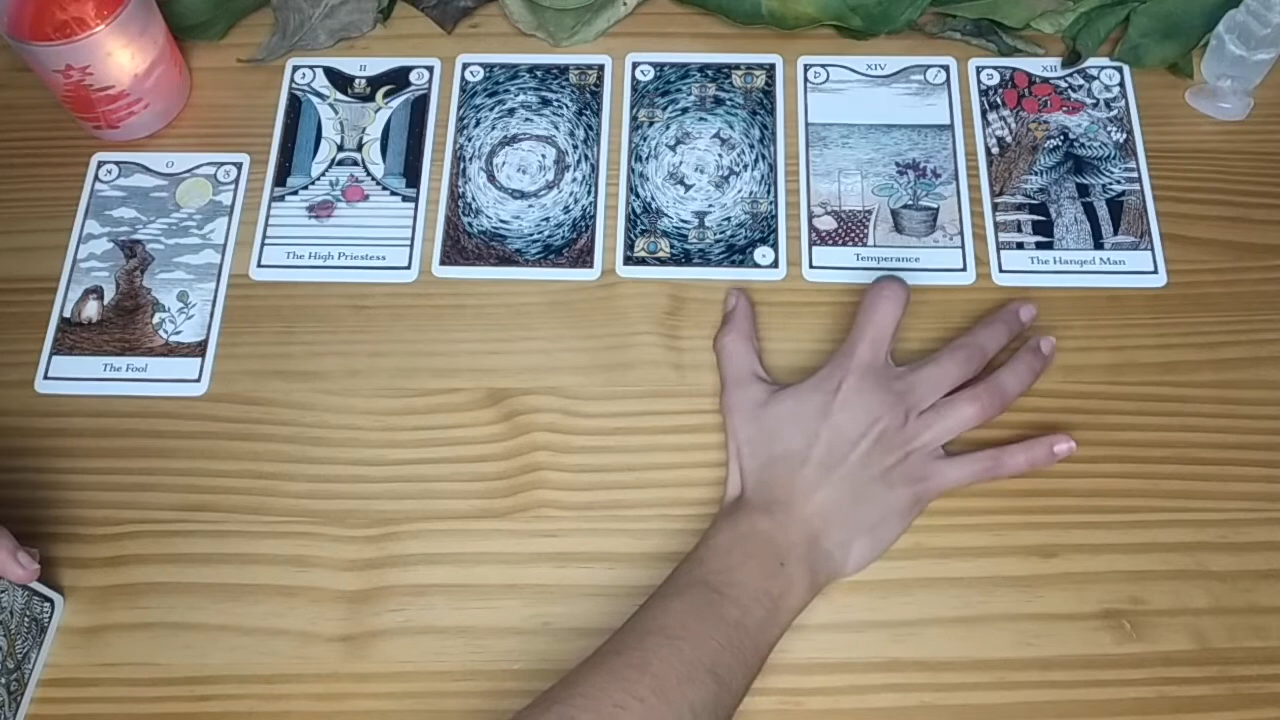 0
The Fool
II
The High Priestess
XIV
Temperance
XII
The Hanged Man